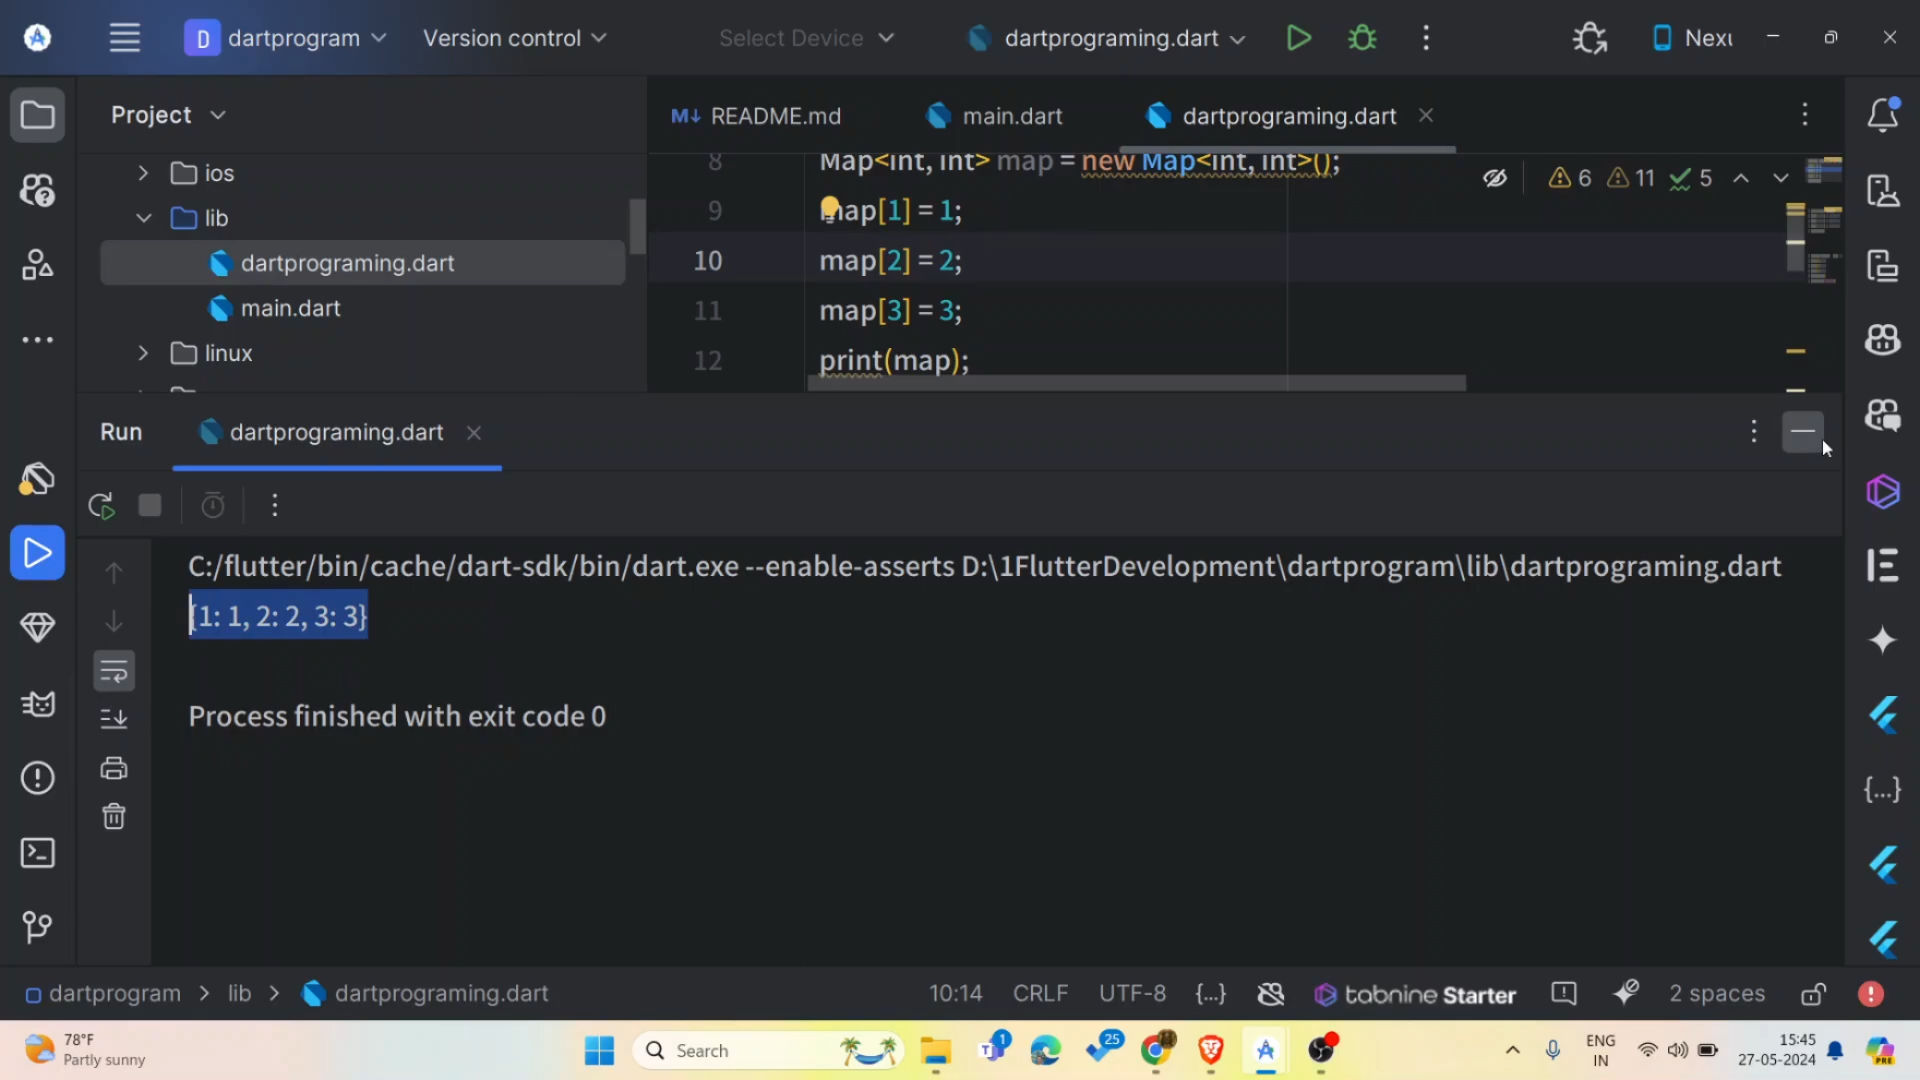 D dartprogram Version control Select Device dartprograming.dart Nexu
Project
ios
lib
dartprograming.dart
main.dart
linux
M↓ README.md main.dart dartprograming.dart
8 Map<int, int> map = new Map<int, int>();
9 map[1] = 1;
10 map[2] = 2;
11 map[3] = 3;
12 print(map);
6 11 5
Run dartprograming.dart
C:/flutter/bin/cache/dart-sdk/bin/dart.exe --enable-asserts D:\1FlutterDevelopment\dartprogram\lib\dartprograming.dart
{1: 1, 2: 2, 3: 3}
Process finished with exit code 0
dartprogram > lib > dartprograming.dart 10:14 CRLF UTF-8 {...} tabnine Starter 2 spaces
78°F
Partly sunny
Search
1
25
ENG
IN
15:45
27-05-2024
PRE